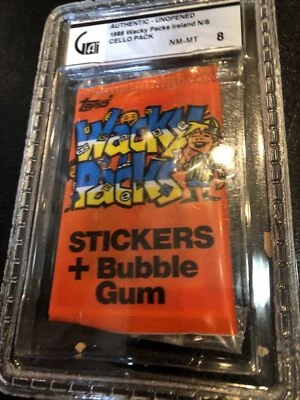 AUTHENTIC - UNOPENED
1985 Wacky Packs Ireland N/S
CELLO PACK
NM-MT 8
GAI
Topps
Wacky
Packs
STICKERS
+ Bubble
Gum